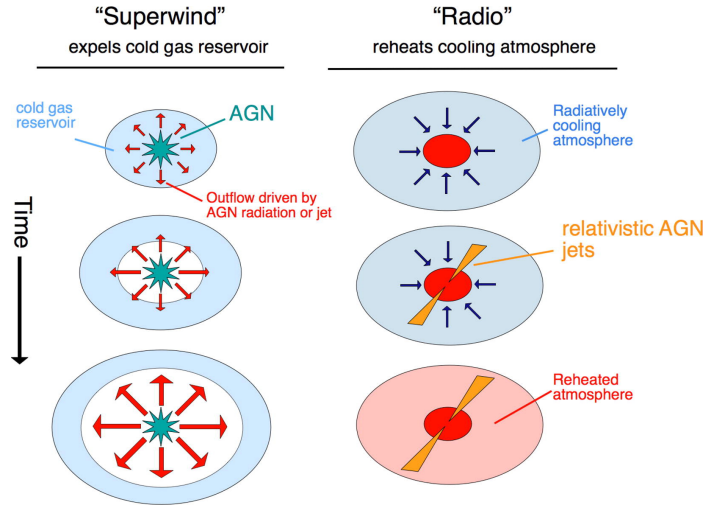 “Superwind”
expels cold gas reservoir
cold gas
reservoir
AGN
Outflow driven by
AGN radiation or jet
Time
“Radio”
reheats cooling atmosphere
Radiatively
cooling
atmosphere
relativistic AGN
jets
Reheated
atmosphere